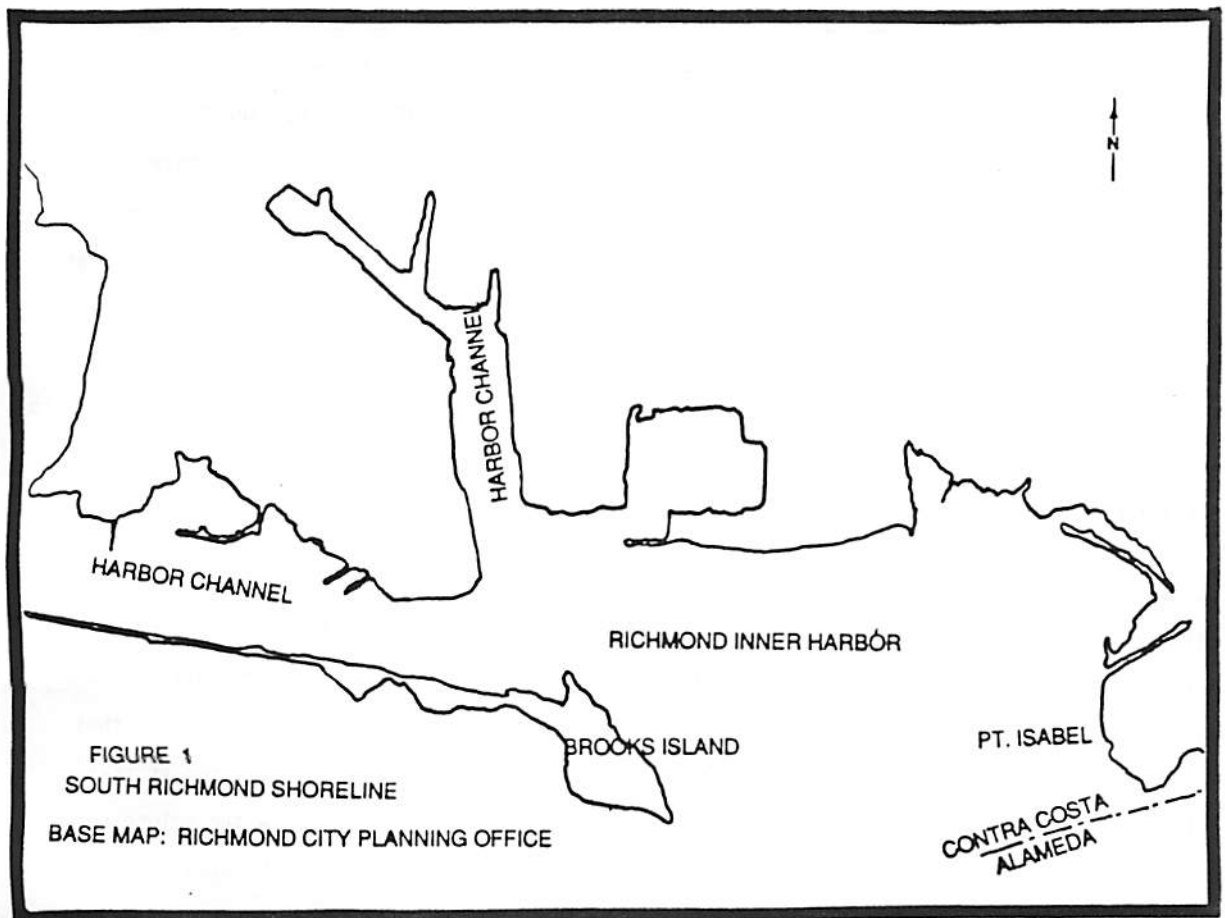 N
HARBOR CHANNEL
HARBOR CHANNEL
RICHMOND INNER HARBOR
BROOKS ISLAND
PT. ISABEL
FIGURE 1
SOUTH RICHMOND SHORELINE
BASE MAP: RICHMOND CITY PLANNING OFFICE
CONTRA COSTA
ALAMEDA